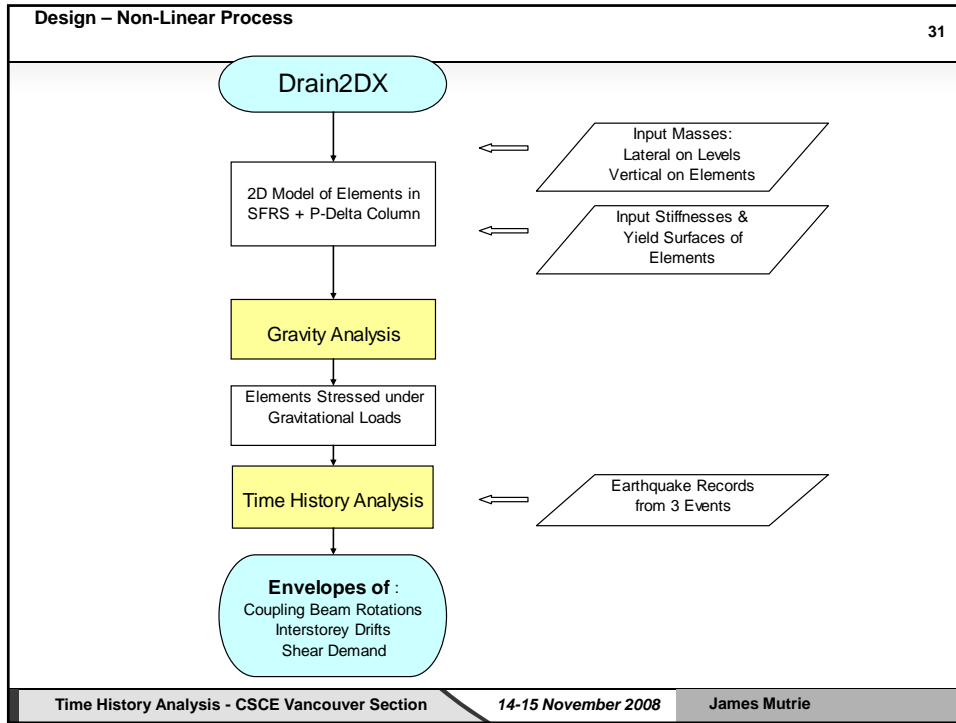 Design – Non-Linear Process
31
Drain2DX
Input Masses:
Lateral on Levels
Vertical on Elements
2D Model of Elements in
SFRS + P-Delta Column
Input Stiffnesses &
Yield Surfaces of
Elements
Gravity Analysis
Elements Stressed under
Gravitational Loads
Time History Analysis
Earthquake Records
from 3 Events
Envelopes of :
Coupling Beam Rotations
Interstorey Drifts
Shear Demand
Time History Analysis - CSCE Vancouver Section
14-15 November 2008
James Mutrie